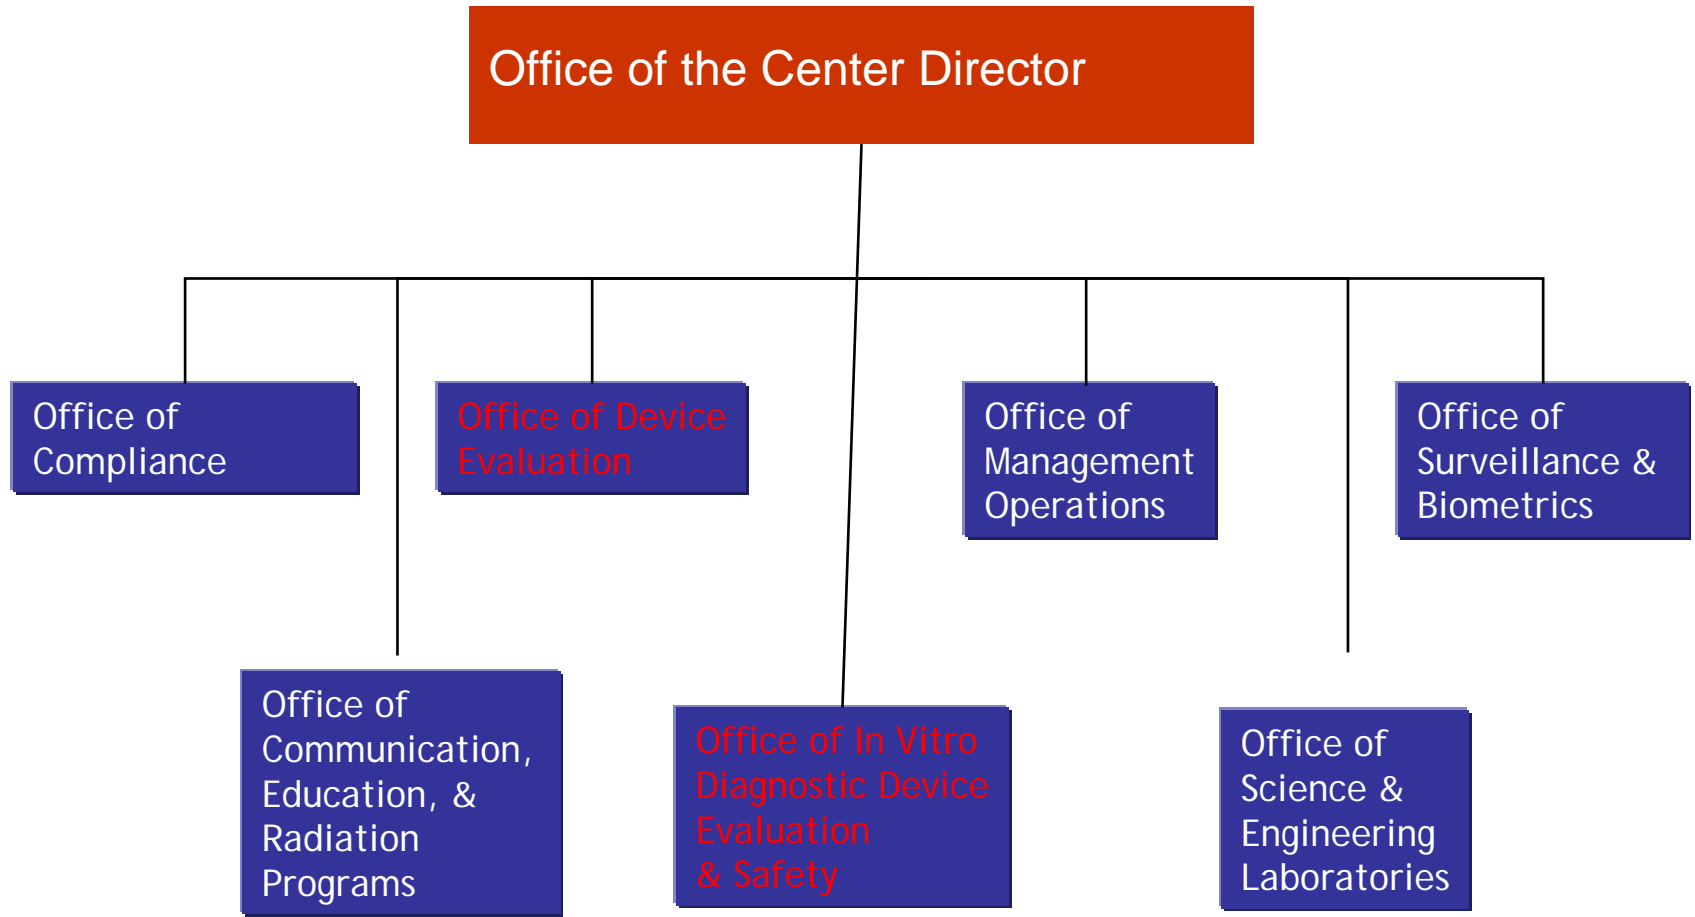 Office of the Center Director
Office of
Compliance
Office of Device
Evaluation
Office of
Management
Operations
Office of
Surveillance &
Biometrics
Office of
Communication,
Education, &
Radiation
Programs
Office of In Vitro
Diagnostic Device
Evaluation
& Safety
Office of
Science &
Engineering
Laboratories